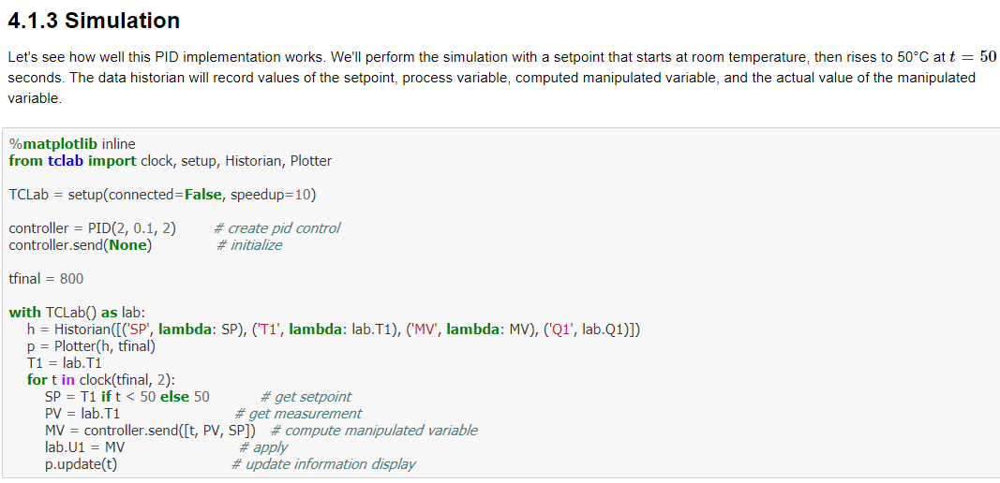 4.1.3 Simulation
Let's see how well this PID implementation works. We'll perform the simulation with a setpoint that starts at room temperature, then rises to 50°C at t = 50
seconds. The data historian will record values of the setpoint, process variable, computed manipulated variable, and the actual value of the manipulated
variable.
%matplotlib inline
from tclab import clock, setup, Historian, Plotter
TCLab = setup(connected=False, speedup=10)
controller = PID(2, 0.1, 2) # create pid control
controller.send(None) # initialize
tfinal = 800
with TCLab() as lab:
h = Historian([('SP', lambda: SP), ('T1', lambda: lab.T1), ('MV', lambda: MV), ('Q1', lab.Q1)])
p = Plotter(h, tfinal)
T1 = lab.T1
for t in clock(tfinal, 2):
SP = T1 if t < 50 else 50 # get setpoint
PV = lab.T1 # get measurement
MV = controller.send([t, PV, SP]) # compute manipulated variable
lab.U1 = MV # apply
p.update(t) # update information display